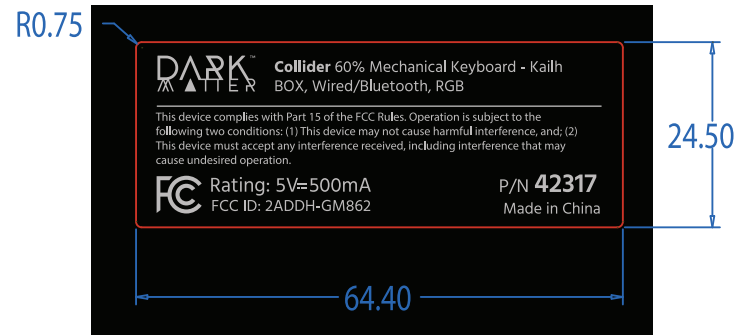 R0.75
DARK™
MATTER
Collider 60% Mechanical Keyboard - Kailh
BOX, Wired/Bluetooth, RGB
This device complies with Part 15 of the FCC Rules. Operation is subject to the
following two conditions: (1) This device may not cause harmful interference, and; (2)
This device must accept any interference received, including interference that may
cause undesired operation.
FC Rating: 5V⎓500mA
FCC ID: 2ADDH-GM862
P/N 42317
Made in China
24.50
64.40